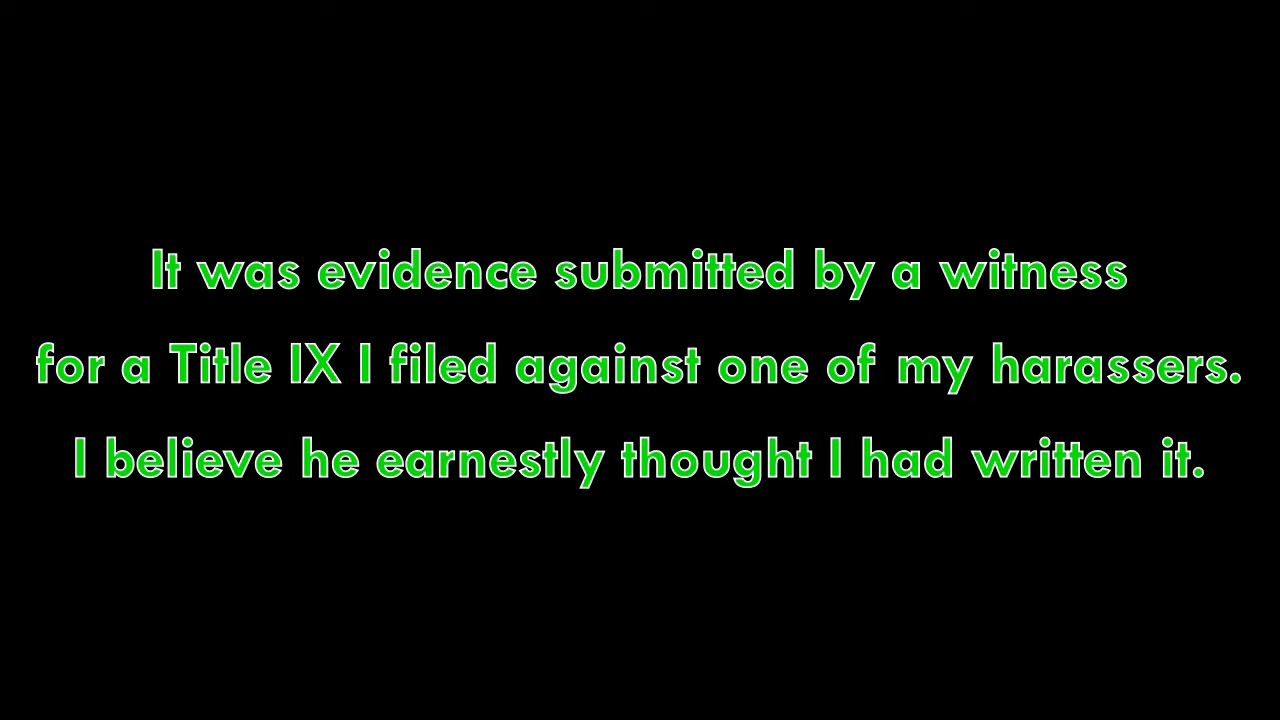 It was evidence submitted by a witness
for a Title IX I filed against one of my harassers.
I believe he earnestly thought I had written it.